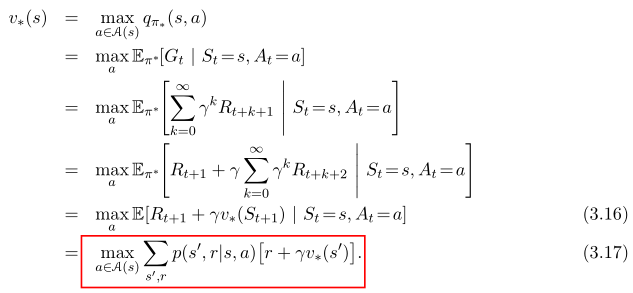 v_*(s) = max_{a∈𝒜(s)} q_{π_*}(s, a)
= max_a 𝔼_{π*}[G_t | S_t=s, A_t=a]
= max_a 𝔼_{π*}[∑_{k=0}^{∞} γ^k R_{t+k+1} | S_t=s, A_t=a]
= max_a 𝔼_{π*}[R_{t+1} + γ ∑_{k=0}^{∞} γ^k R_{t+k+2} | S_t=s, A_t=a]
= max_a 𝔼[R_{t+1} + γv_*(S_{t+1}) | S_t=s, A_t=a] (3.16)
= max_{a∈𝒜(s)} ∑_{s′,r} p(s′, r|s, a)[r + γv_*(s′)]. (3.17)